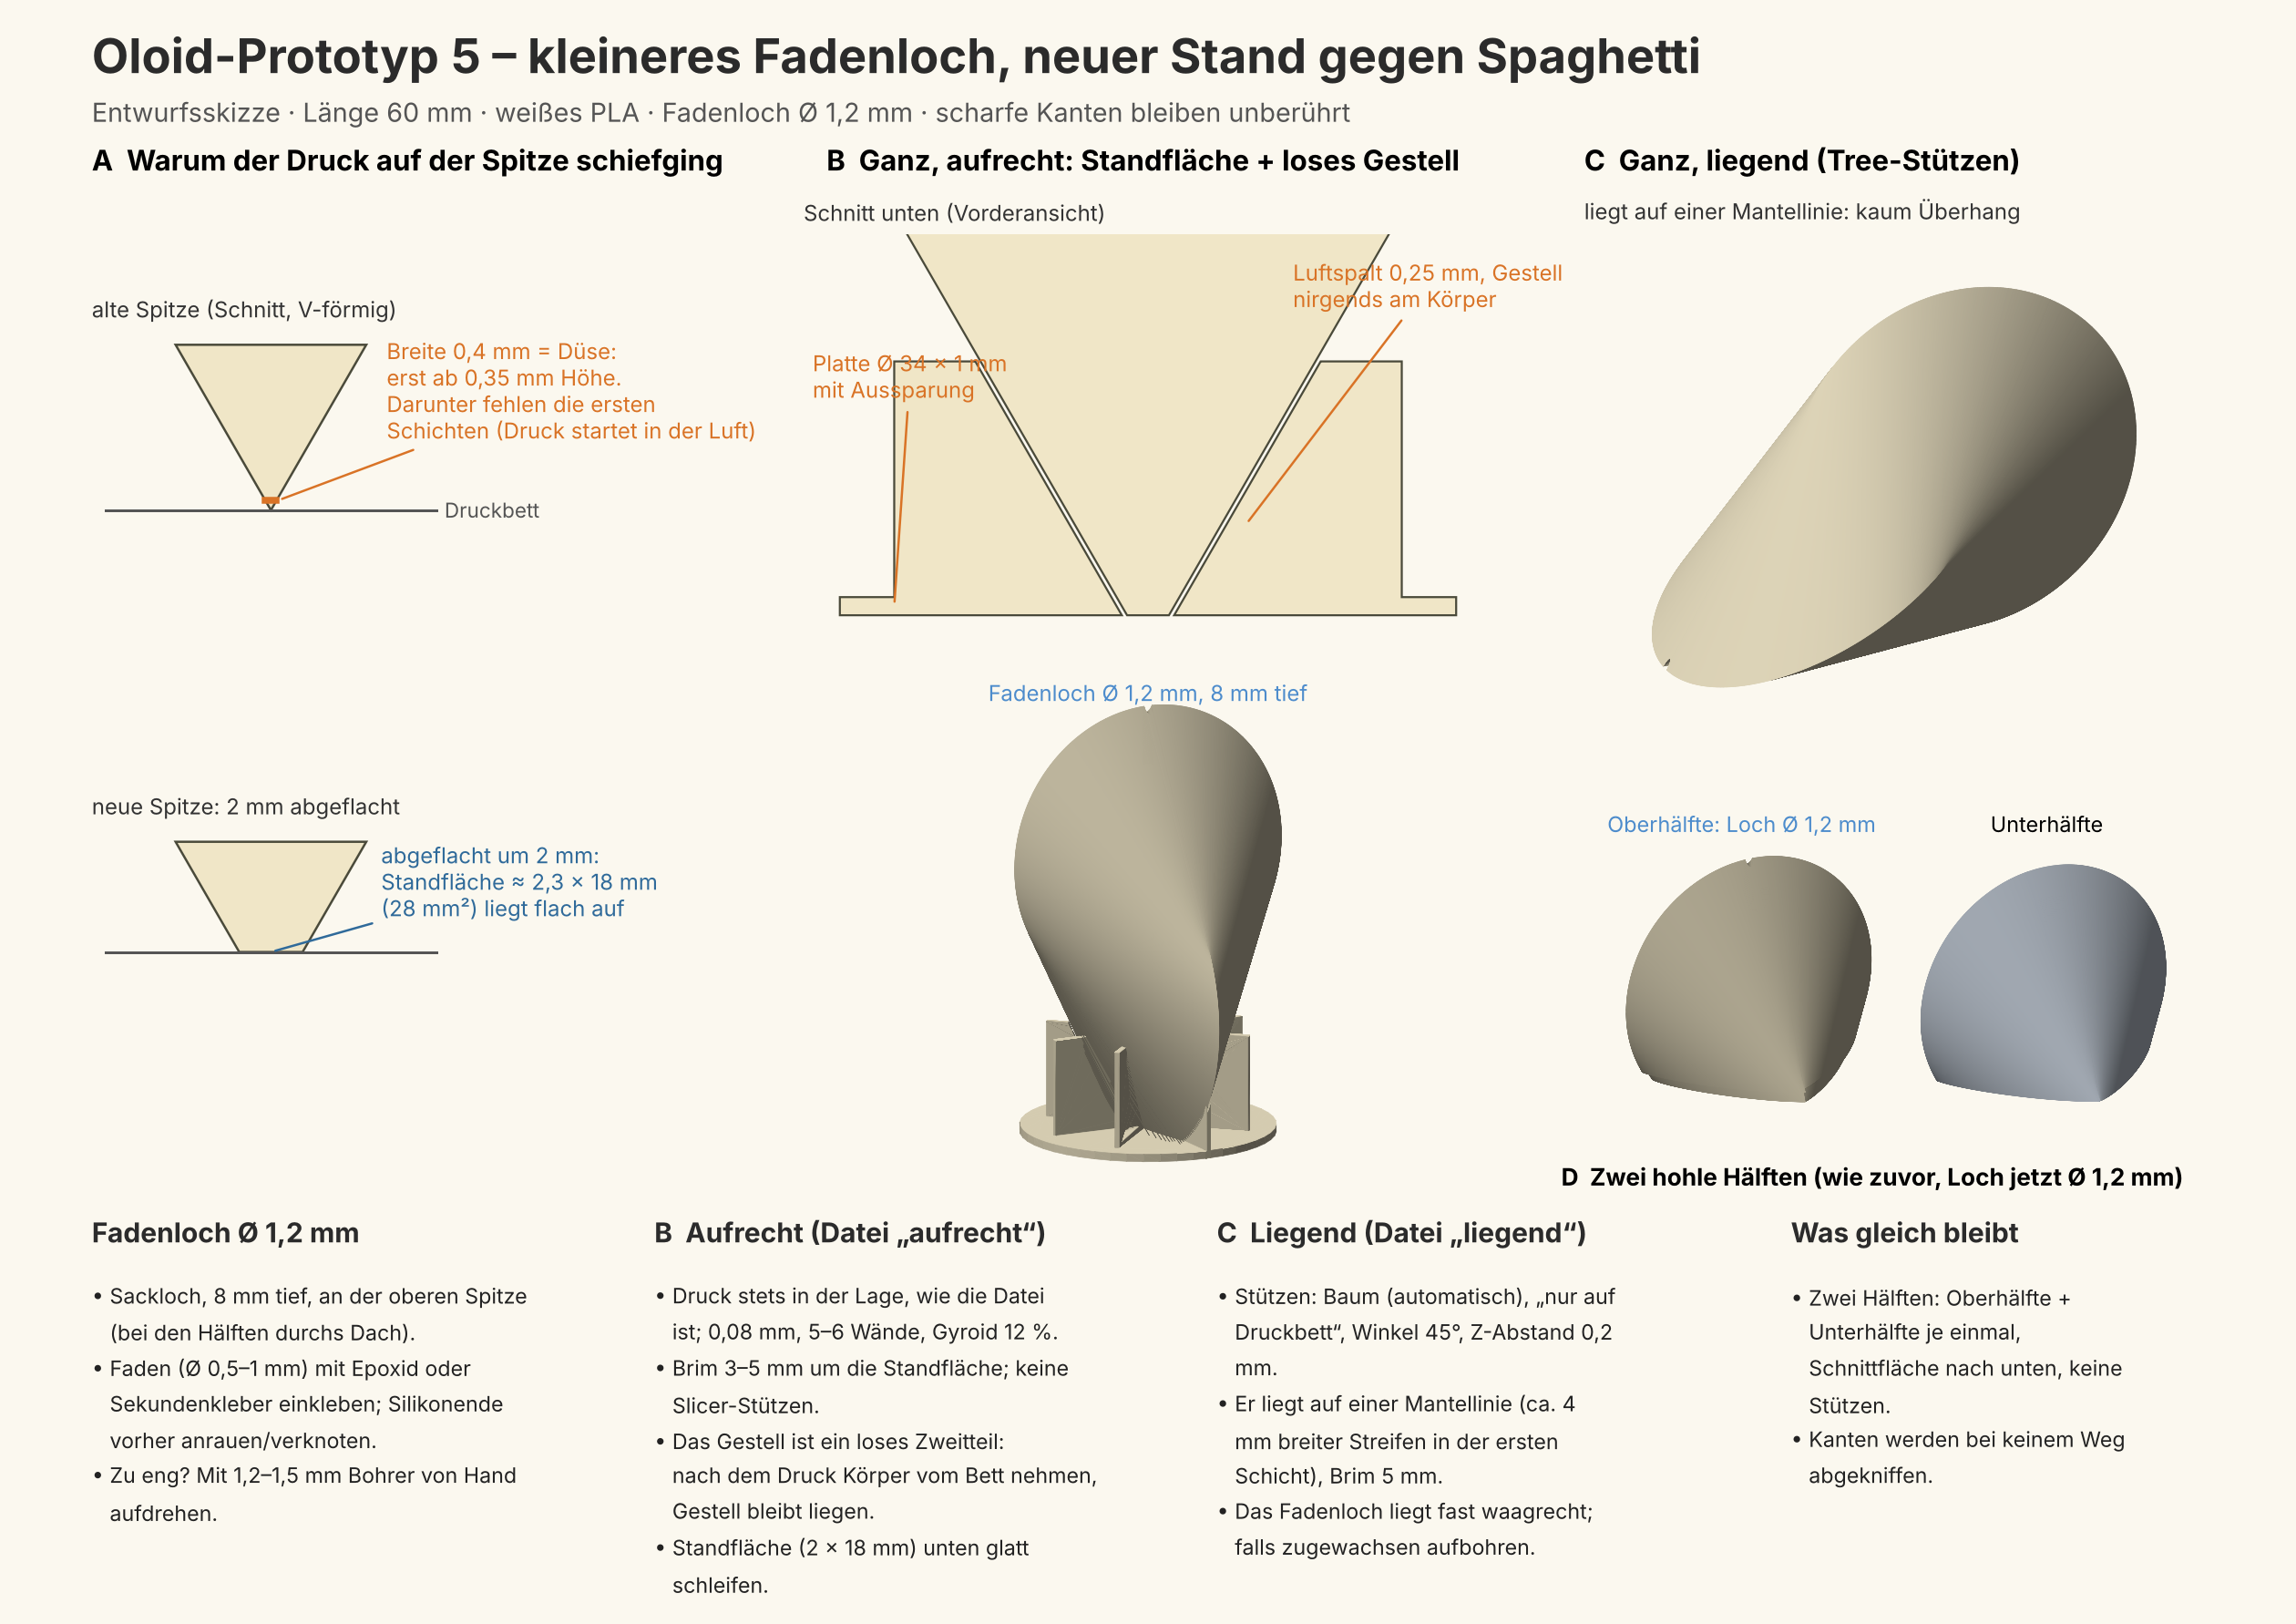 Oloid-Prototyp 5 – kleineres Fadenloch, neuer Stand gegen Spaghetti
Entwurfsskizze · Länge 60 mm · weißes PLA · Fadenloch Ø 1,2 mm · scharfe Kanten bleiben unberührt
A Warum der Druck auf der Spitze schiefging
alte Spitze (Schnitt, V-förmig)
Breite 0,4 mm = Düse:
erst ab 0,35 mm Höhe.
Darunter fehlen die ersten
Schichten (Druck startet in der Luft)
Druckbett
neue Spitze: 2 mm abgeflacht
abgeflacht um 2 mm:
Standfläche ≈ 2,3 × 18 mm
(28 mm²) liegt flach auf
B Ganz, aufrecht: Standfläche + loses Gestell
Schnitt unten (Vorderansicht)
Luftspalt 0,25 mm, Gestell
nirgends am Körper
Platte Ø 34 × 1 mm
mit Aussparung
Fadenloch Ø 1,2 mm, 8 mm tief
C Ganz, liegend (Tree-Stützen)
liegt auf einer Mantellinie: kaum Überhang
Oberhälfte: Loch Ø 1,2 mm
Unterhälfte
D Zwei hohle Hälften (wie zuvor, Loch jetzt Ø 1,2 mm)
Fadenloch Ø 1,2 mm
• Sackloch, 8 mm tief, an der oberen Spitze
(bei den Hälften durchs Dach).
• Faden (Ø 0,5–1 mm) mit Epoxid oder
Sekundenkleber einkleben; Silikonende
vorher anrauen/verknoten.
• Zu eng? Mit 1,2–1,5 mm Bohrer von Hand
aufdrehen.
B Aufrecht (Datei „aufrecht“)
• Druck stets in der Lage, wie die Datei
ist; 0,08 mm, 5–6 Wände, Gyroid 12 %.
• Brim 3–5 mm um die Standfläche; keine
Slicer-Stützen.
• Das Gestell ist ein loses Zweitteil:
nach dem Druck Körper vom Bett nehmen,
Gestell bleibt liegen.
• Standfläche (2 × 18 mm) unten glatt
schleifen.
C Liegend (Datei „liegend“)
• Stützen: Baum (automatisch), „nur auf
Druckbett“, Winkel 45°, Z-Abstand 0,2
mm.
• Er liegt auf einer Mantellinie (ca. 4
mm breiter Streifen in der ersten
Schicht), Brim 5 mm.
• Das Fadenloch liegt fast waagrecht;
falls zugewachsen aufbohren.
Was gleich bleibt
• Zwei Hälften: Oberhälfte +
Unterhälfte je einmal,
Schnittfläche nach unten, keine
Stützen.
• Kanten werden bei keinem Weg
abgekniffen.